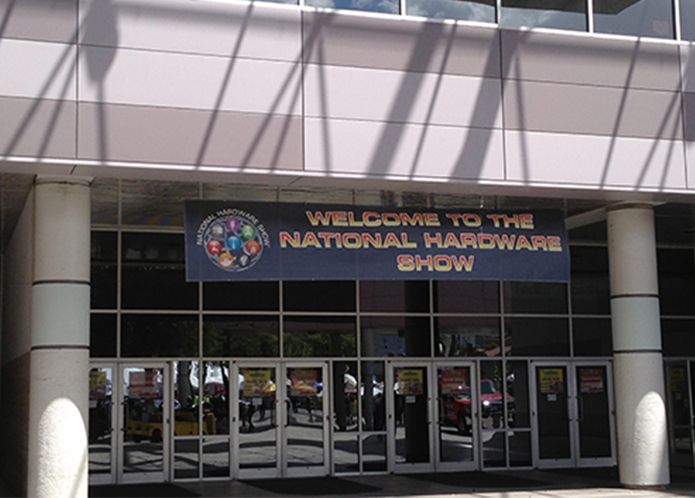 NATIONAL HARDWARE SHOW
WELCOME TO THE
NATIONAL HARDWARE
SHOW